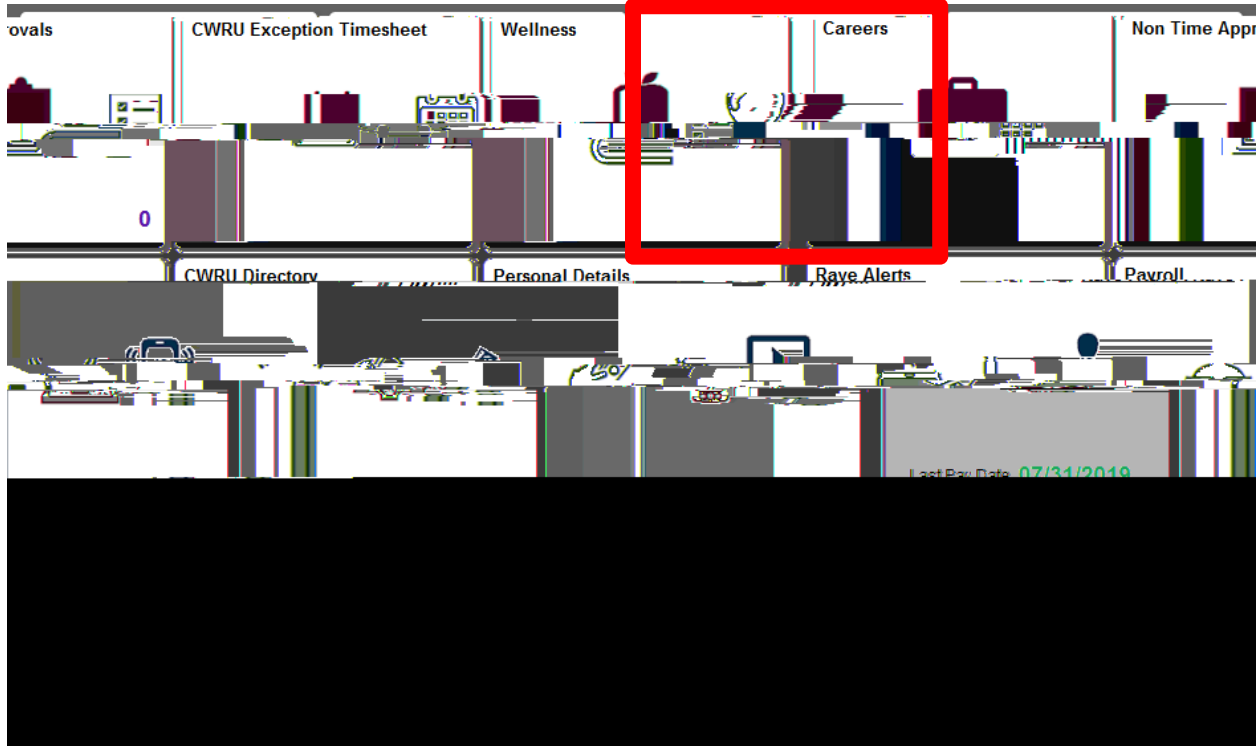 ovals CWRU Exception Timesheet Wellness Careers Non Time Appr
0
CWRU Directory Personal Details Rave Alerts Payroll
Last Pay Date 07/31/2019